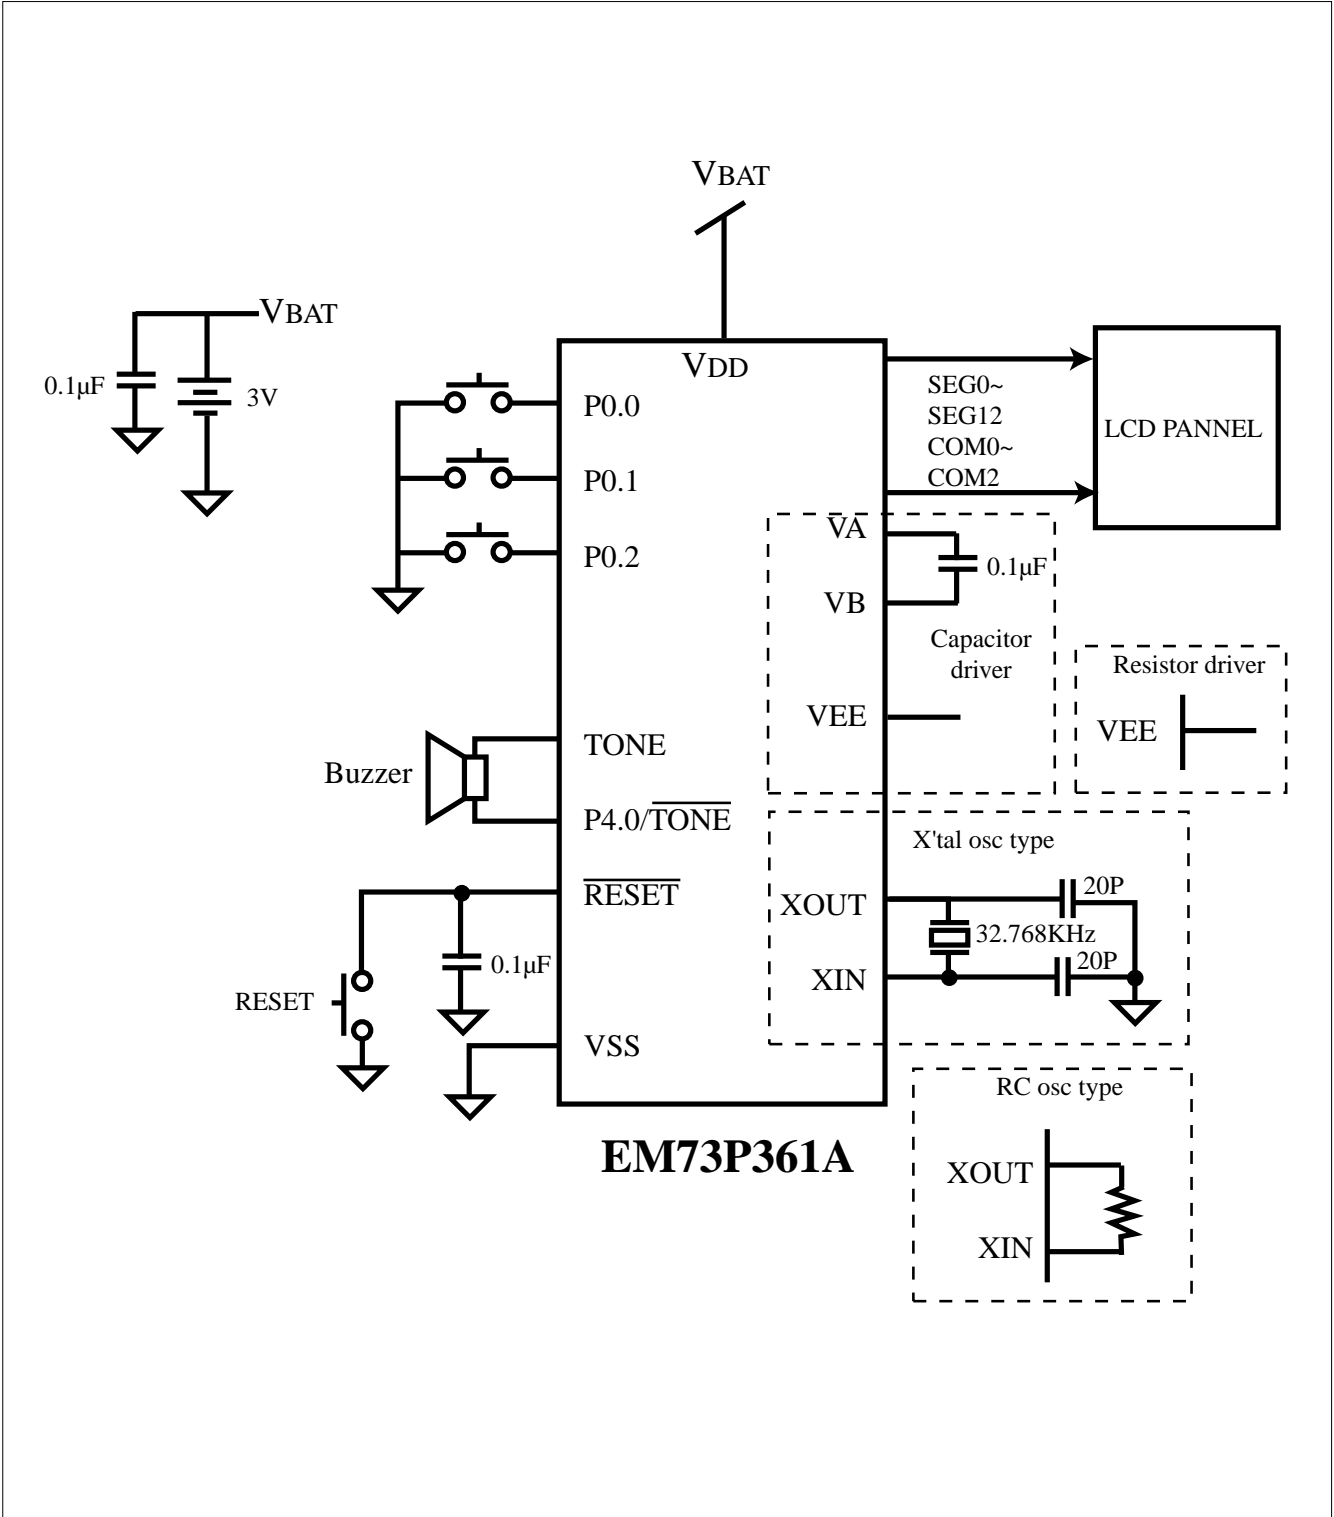 VBAT
VBAT
0.1µF
3V
VDD
P0.0
P0.1
P0.2
SEG0~
SEG12
COM0~
COM2
LCD PANNEL
VA
0.1µF
VB
Capacitor
driver
VEE
Resistor driver
VEE
TONE
Buzzer
P4.0/T̅O̅N̅E̅
R̅E̅S̅E̅T̅
0.1µF
RESET
VSS
X'tal osc type
XOUT
20P
32.768KHz
20P
XIN
EM73P361A
RC osc type
XOUT
XIN